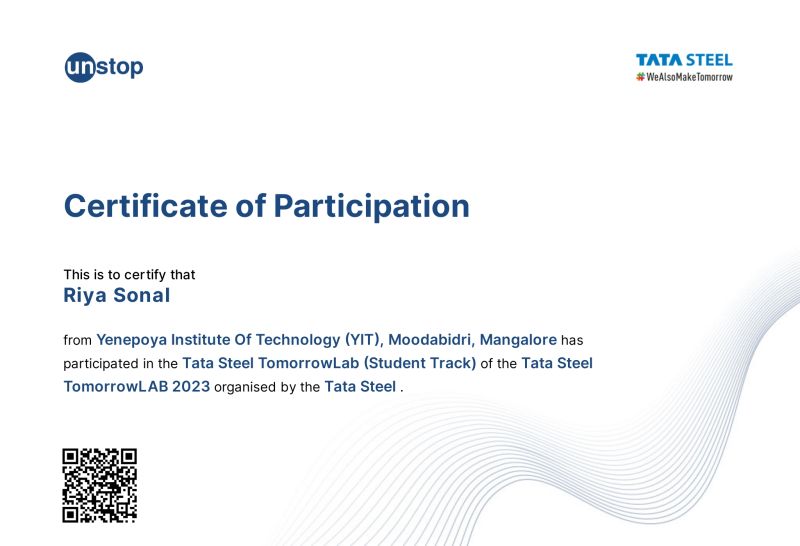 unstop
TATA STEEL
#WeAlsoMakeTomorrow
Certificate of Participation
This is to certify that
Riya Sonal
from Yenepoya Institute Of Technology (YIT), Moodabidri, Mangalore has
participated in the Tata Steel TomorrowLab (Student Track) of the Tata Steel
TomorrowLAB 2023 organised by the Tata Steel .